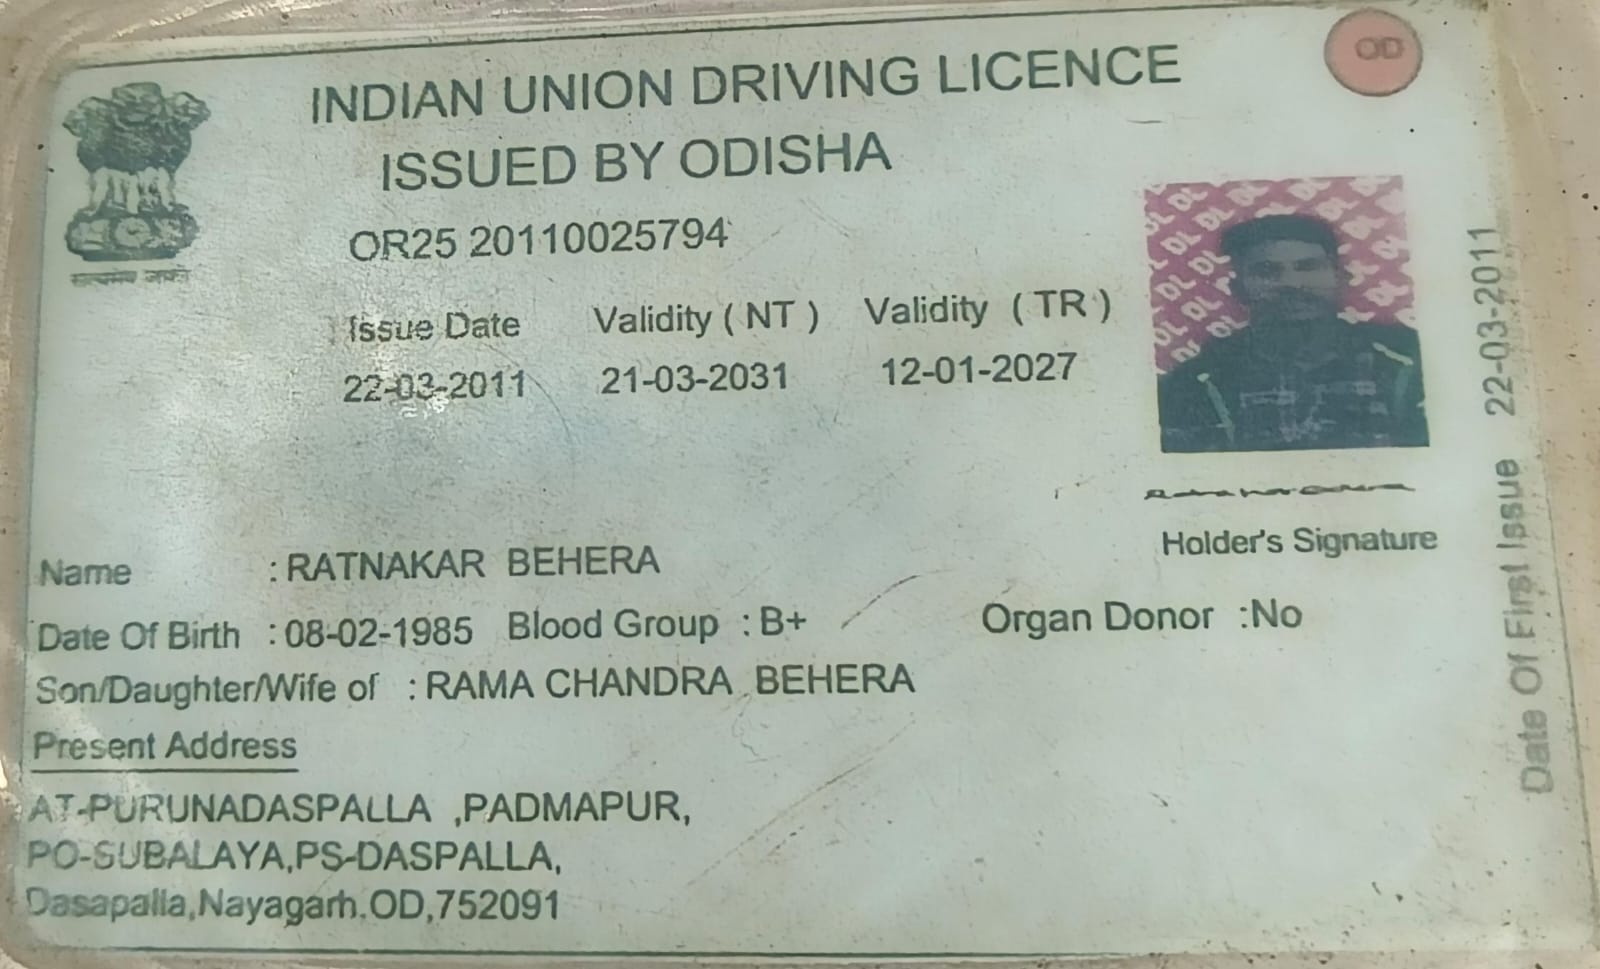 OD
INDIAN UNION DRIVING LICENCE
ISSUED BY ODISHA
OR25 20110025794
Issue Date Validity ( NT ) Validity ( TR )
22-03-2011 21-03-2031 12-01-2027
Holder's Signature
Name : RATNAKAR BEHERA
Date Of Birth : 08-02-1985 Blood Group : B+ Organ Donor :No
Son/Daughter/Wife of : RAMA CHANDRA BEHERA
Present Address
AT-PURUNADASPALLA ,PADMAPUR,
PO-SUBALAYA,PS-DASPALLA,
Dasapalla,Nayagarh.OD,752091
Date Of First Issue 22-03-2011